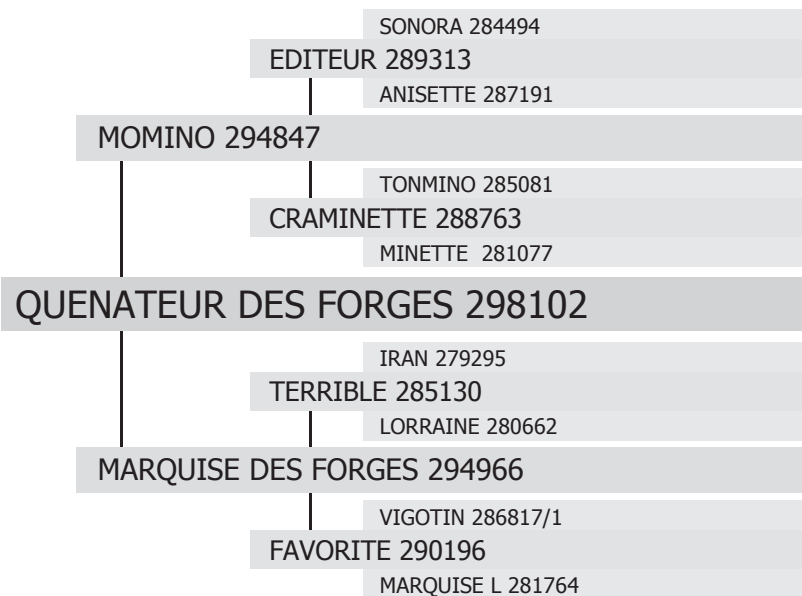 SONORA 284494
EDITEUR 289313
ANISETTE 287191
MOMINO 294847
TONMINO 285081
CRAMINETTE 288763
MINETTE 281077
QUENATEUR DES FORGES 298102
IRAN 279295
TERRIBLE 285130
LORRAINE 280662
MARQUISE DES FORGES 294966
VIGOTIN 286817/1
FAVORITE 290196
MARQUISE L 281764